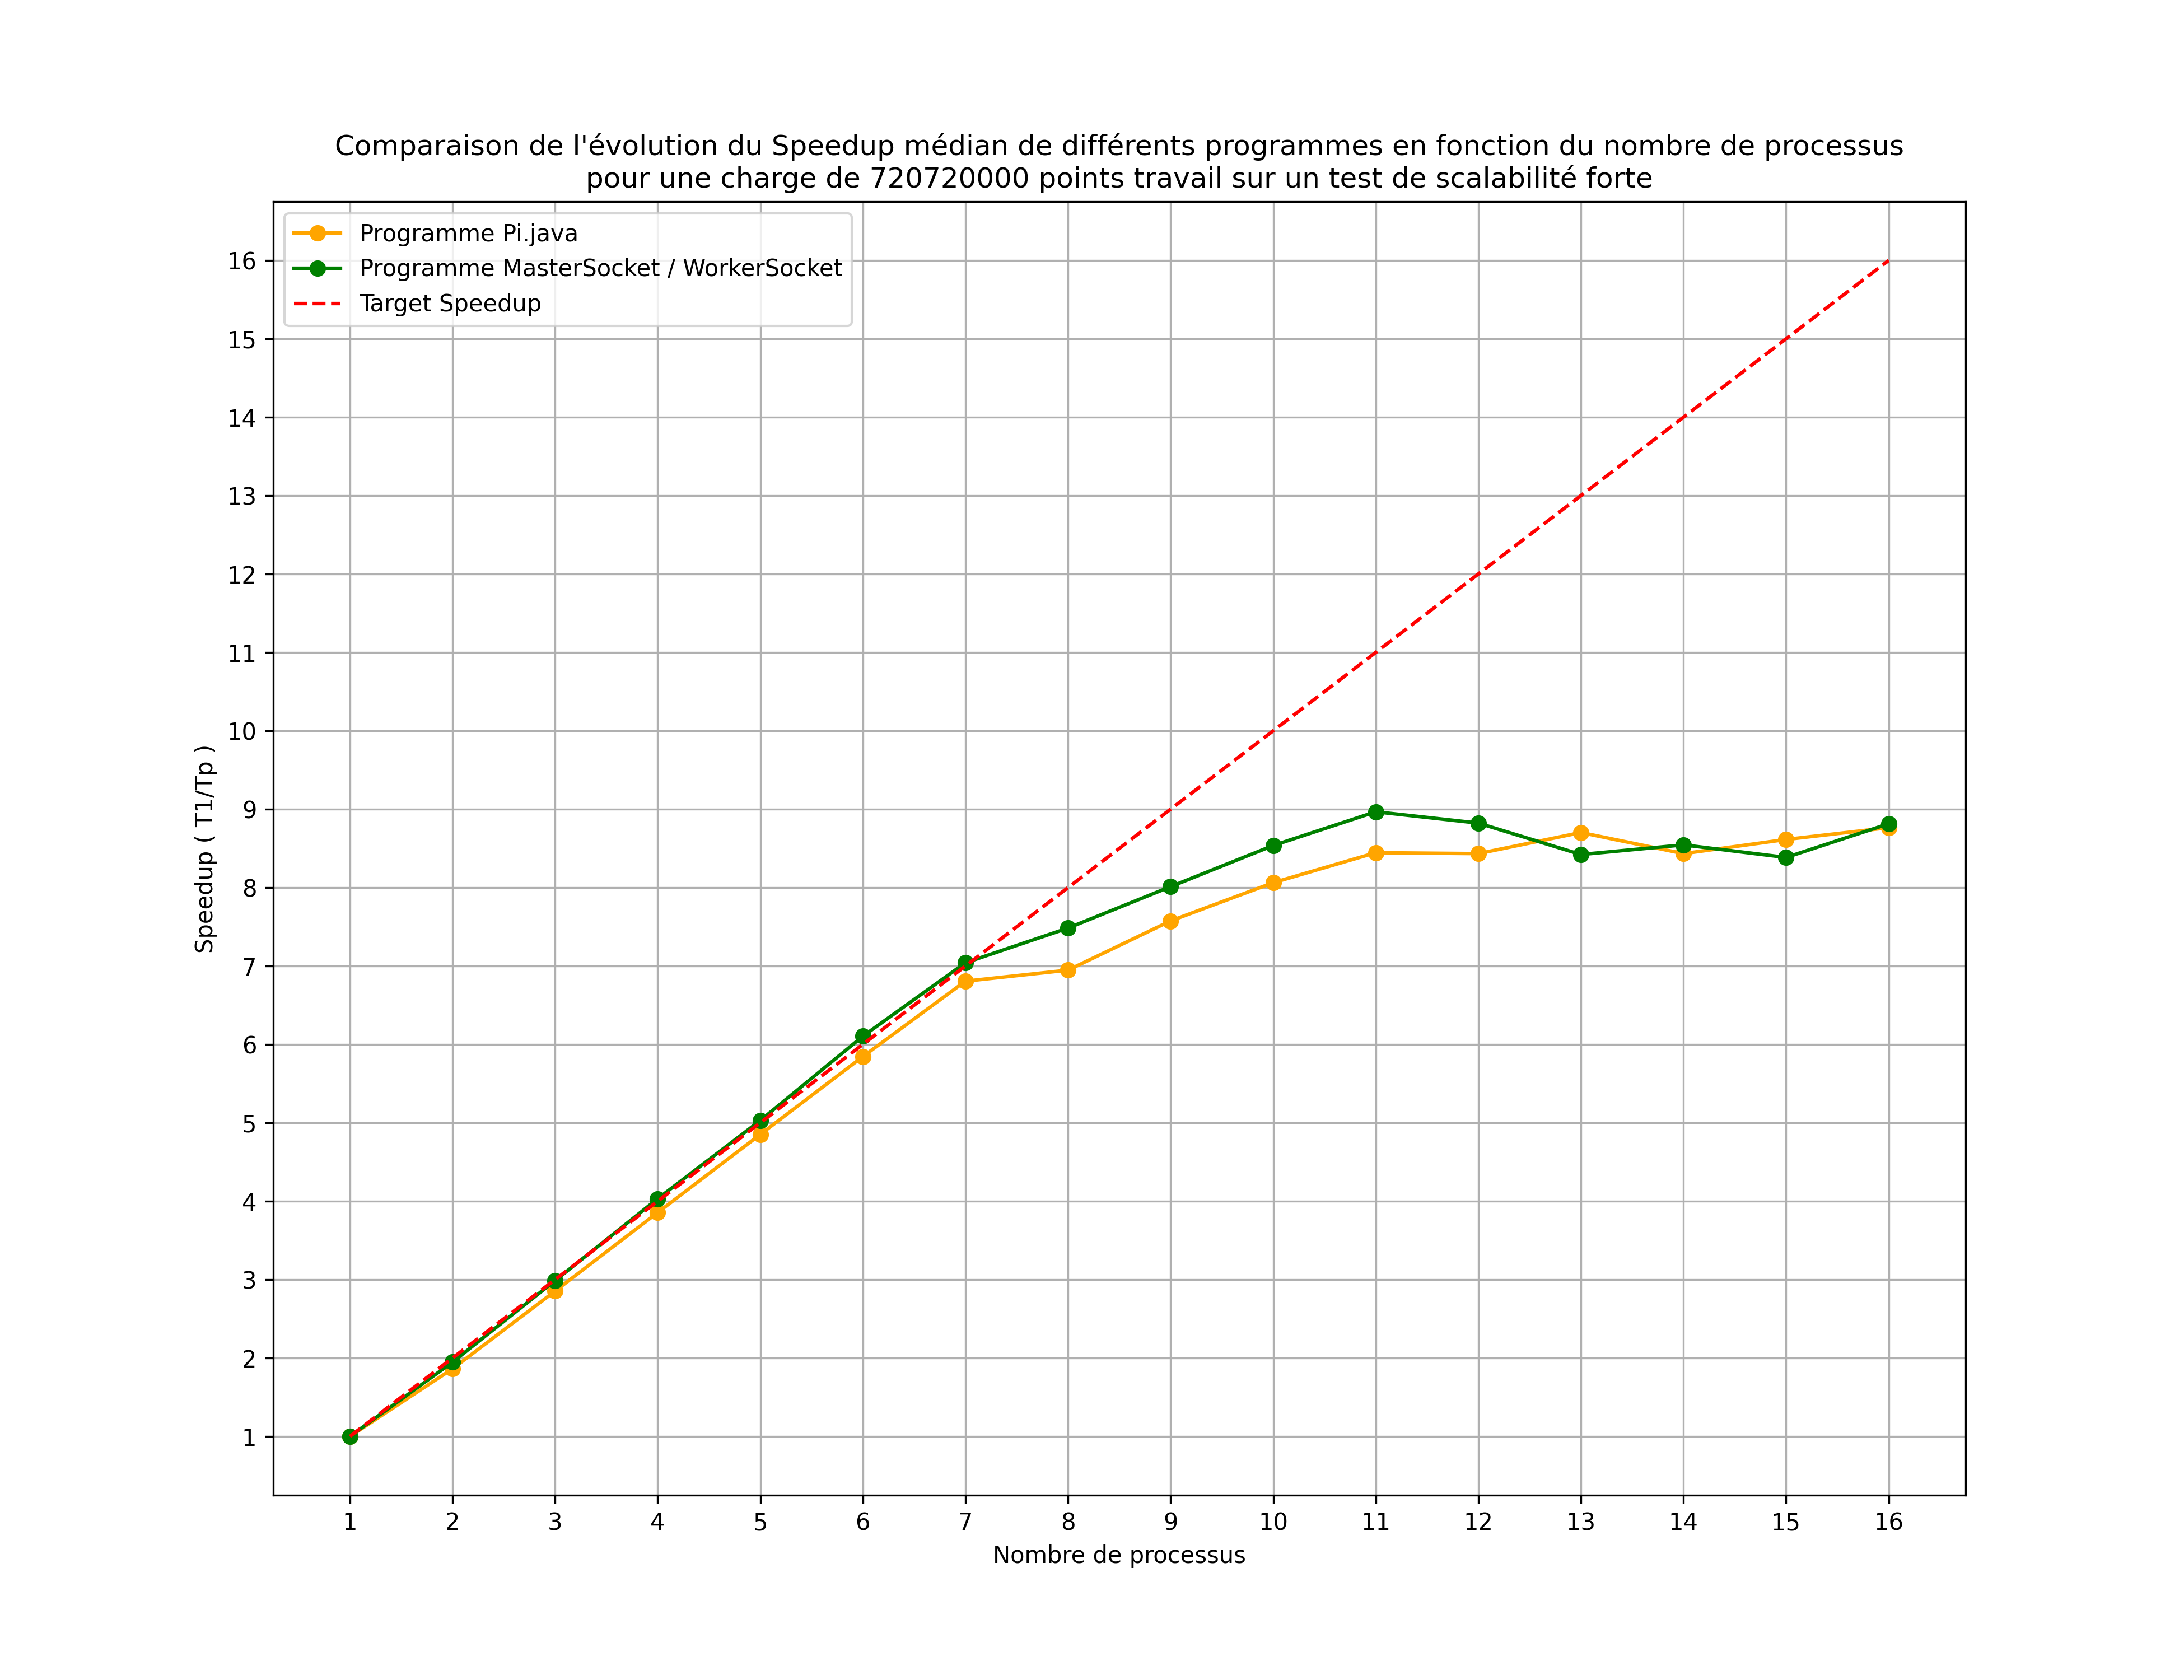 Comparaison de l'évolution du Speedup médian de différents programmes en fonction du nombre de processus
pour une charge de 720720000 points travail sur un test de scalabilité forte
Programme Pi.java
Programme MasterSocket / WorkerSocket
Target Speedup
16
15
14
13
12
11
10
9
8
7
6
5
4
3
2
1
Speedup ( T1/Tp )
1 2 3 4 5 6 7 8 9 10 11 12 13 14 15 16
Nombre de processus